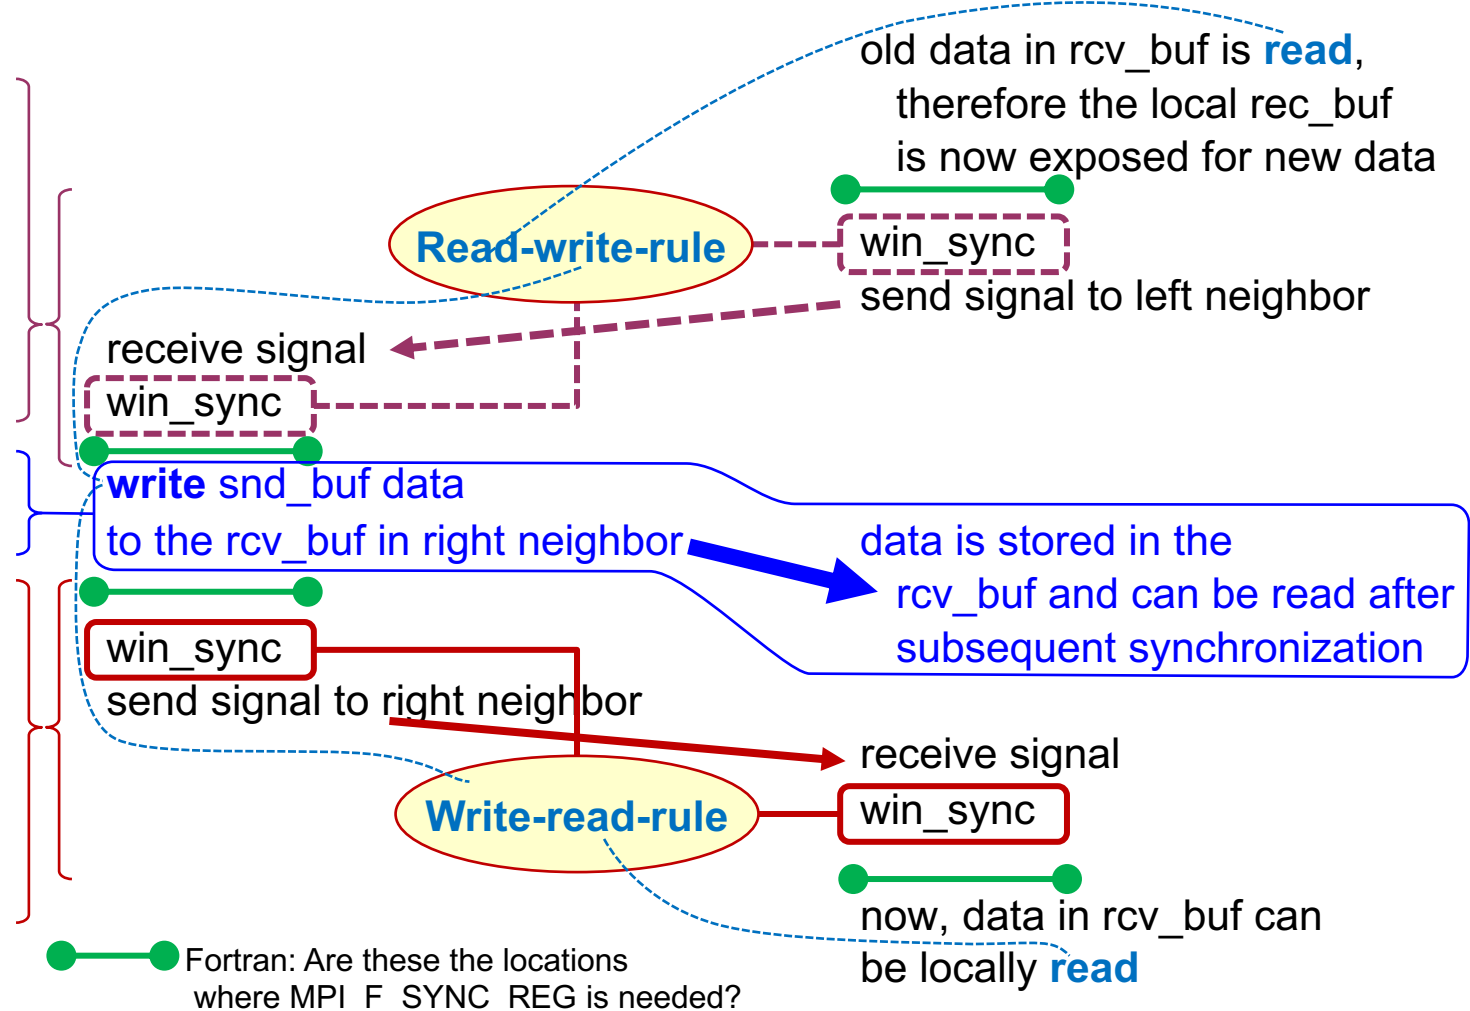 old data in rcv_buf is read,
therefore the local rec_buf
is now exposed for new data
Read-write-rule
win_sync
send signal to left neighbor
receive signal
win_sync
write snd_buf data
to the rcv_buf in right neighbor
data is stored in the
rcv_buf and can be read after
subsequent synchronization
win_sync
send signal to right neighbor
receive signal
Write-read-rule
win_sync
now, data in rcv_buf can
be locally read
Fortran: Are these the locations
where MPI_F_SYNC_REG is needed?